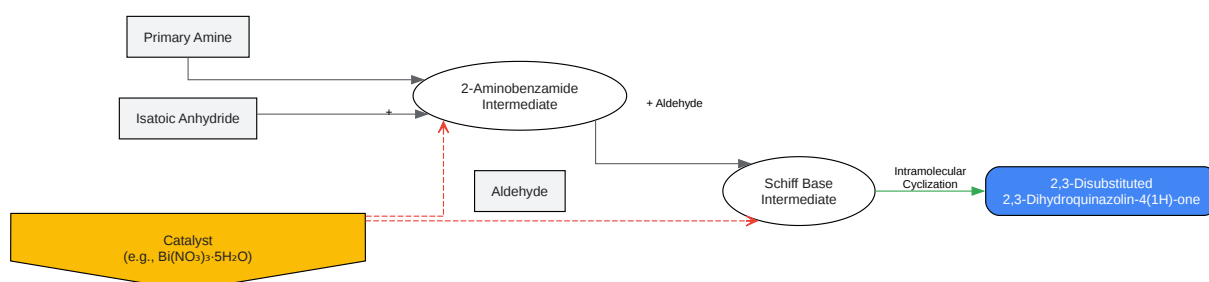 Primary Amine
Isatoic Anhydride
+
2-Aminobenzamide
Intermediate
+ Aldehyde
Aldehyde
Schiff Base
Intermediate
Intramolecular
Cyclization
2,3-Disubstituted
2,3-Dihydroquinazolin-4(1H)-one
Catalyst
(e.g., Bi(NO₃)₃·5H₂O)